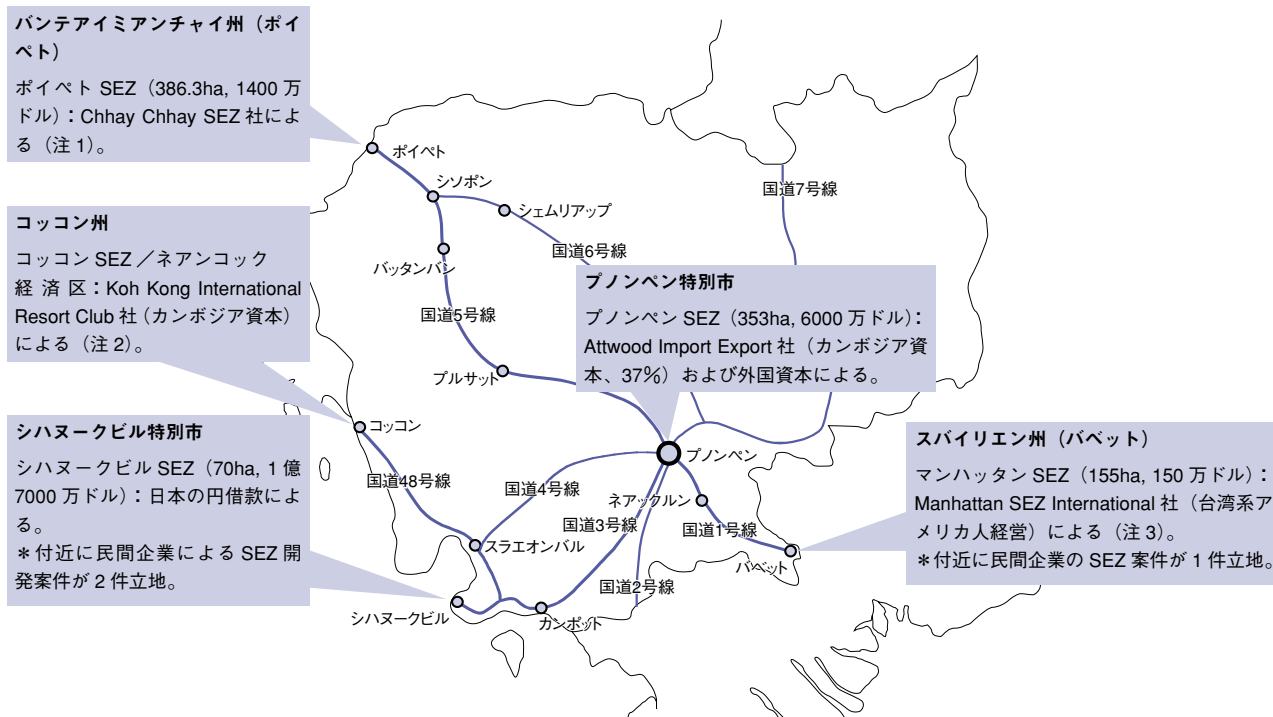 バンテアイミアンチャイ州（ポイ
ペト）
ポイペト SEZ（386.3ha, 1400 万
ドル）：Chhay Chhay SEZ 社によ
る（注 1）。
ポイペト
シソポン
シェムリアップ
国道7号線
国道6号線
バッタンバン
コッコン州
コッコン SEZ ／ネアンコック
経 済 区：Koh Kong International
Resort Club 社（カンボジア資本）
による（注 2）。
国道5号線
プノンペン特別市
プノンペン SEZ（353ha, 6000 万ドル）：
Attwood Import Export 社（カンボジア資
本、37％）および外国資本による。
プルサット
コッコン
シハヌークビル特別市
シハヌークビル SEZ（70ha, 1 億
7000 万ドル）：日本の円借款によ
る。
＊付近に民間企業による SEZ 開
発案件が 2 件立地。
プノンペン
国道48号線
国道4号線
ネアックルン
国道3号線
国道1号線
スバイリエン州（バベット）
マンハッタン SEZ（155ha, 150 万ドル）：
Manhattan SEZ International 社（台湾系ア
メリカ人経営）による（注 3）。
＊付近に民間企業の SEZ 案件が 1 件立地。
スラエオンバル
バベット
国道2号線
シハヌークビル
カンポット